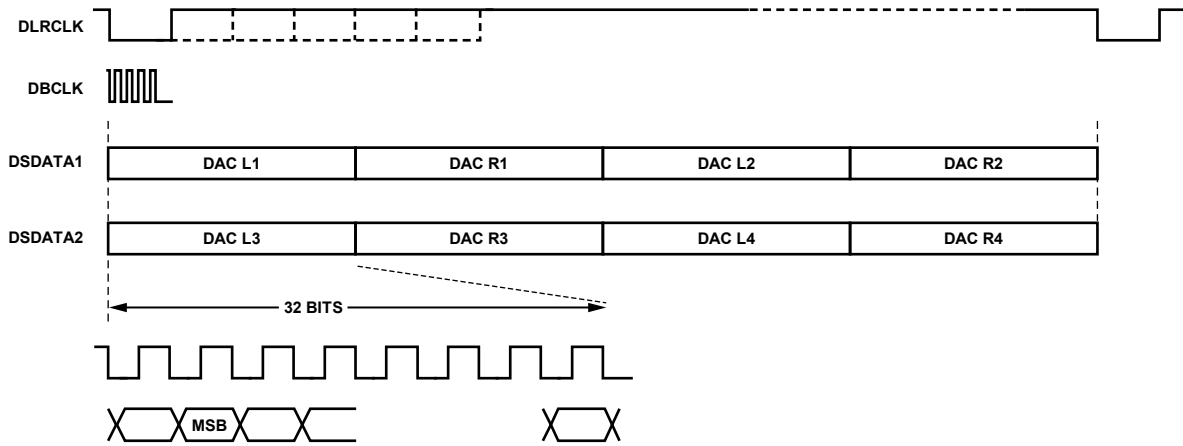 DLRCLK
DBCLK
DSDATA1 DAC L1 DAC R1 DAC L2 DAC R2
DSDATA2 DAC L3 DAC R3 DAC L4 DAC R4
32 BITS
MSB